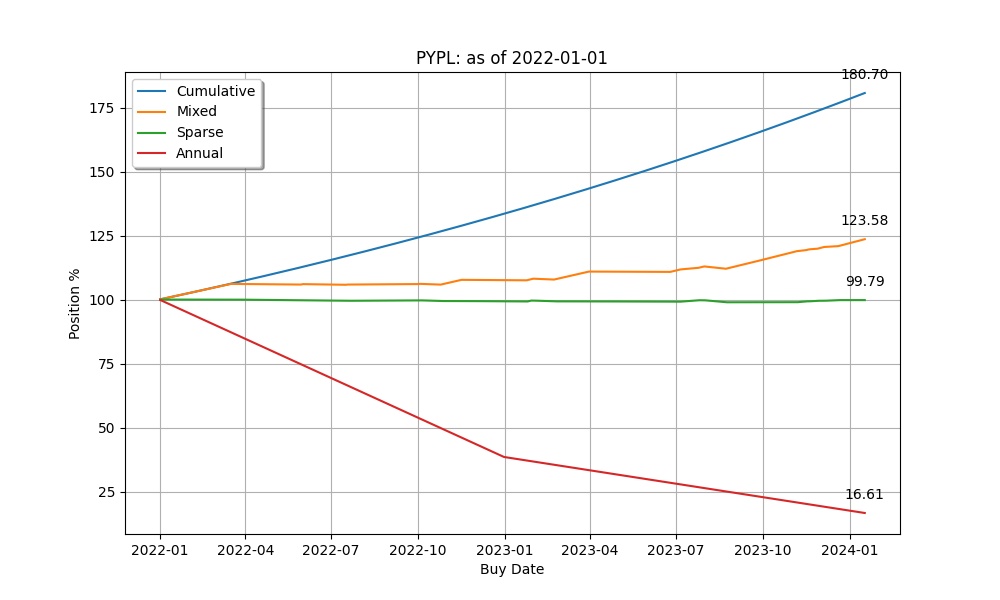 PYPL: as of 2022-01-01
180.70
Cumulative
Mixed
Sparse
Annual
175
150
125
100
75
50
25
123.58
99.79
16.61
Position %
2022-01
2022-04
2022-07
2022-10
2023-01
2023-04
2023-07
2023-10
2024-01
Buy Date